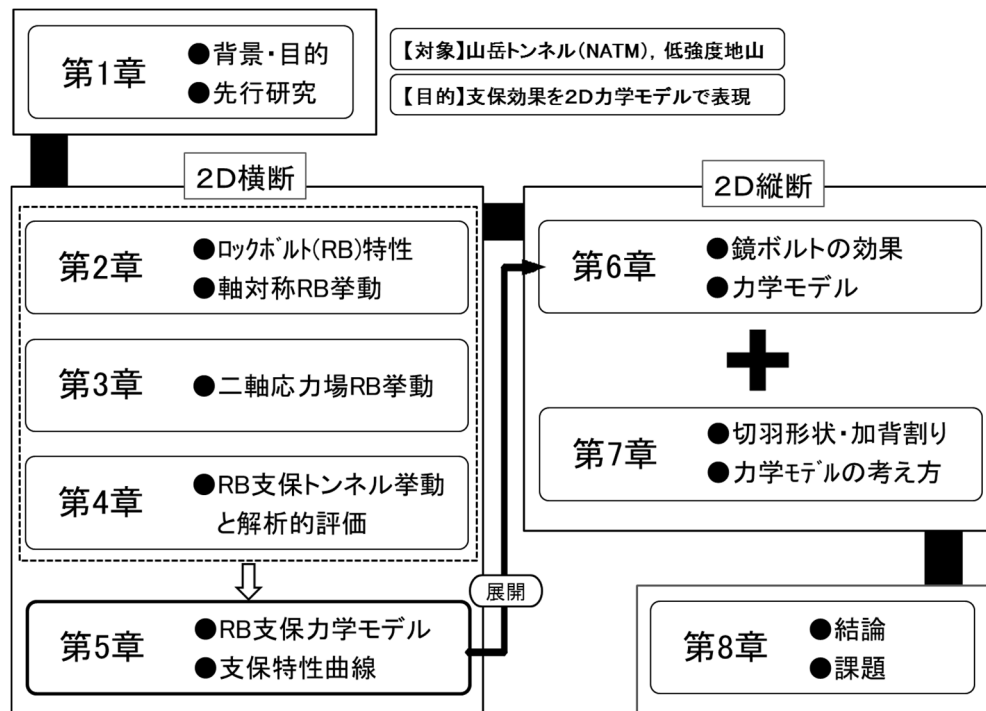 第1章
●背景・目的
●先行研究
【対象】山岳トンネル(NATM), 低強度地山
【目的】支保効果を2D力学モデルで表現
2D横断
第2章
●ロックボルト(RB)特性
●軸対称RB挙動
第3章
●二軸応力場RB挙動
第4章
●RB支保トンネル挙動
と解析的評価
第5章
●RB支保力学モデル
●支保特性曲線
展開
2D縦断
第6章
●鏡ボルトの効果
●力学モデル
第7章
●切羽形状・加背割り
●力学モデルの考え方
第8章
●結論
●課題